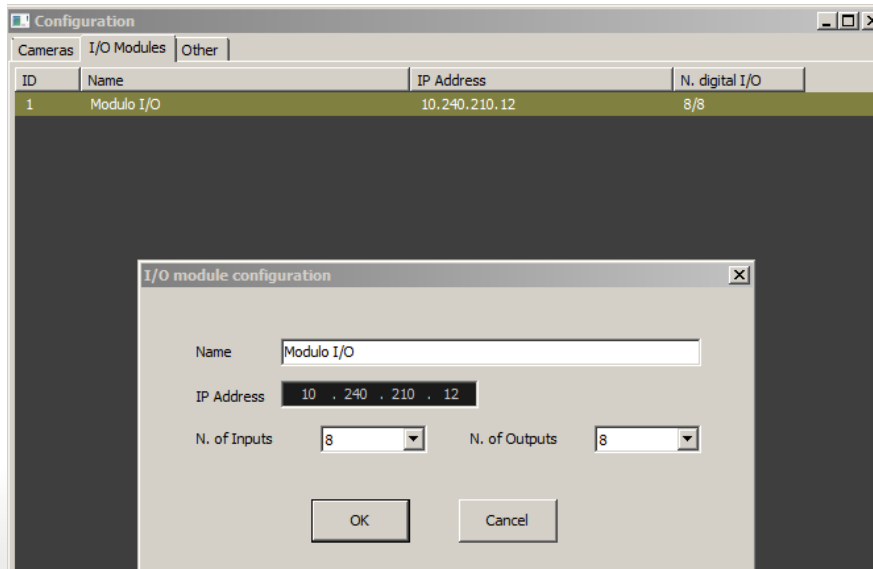 Configuration
Cameras I/O Modules Other
ID Name IP Address N. digital I/O
1 Modulo I/O 10.240.210.12 8/8
I/O module configuration
Name Modulo I/O
IP Address 10 . 240 . 210 . 12
N. of Inputs 8 N. of Outputs 8
OK Cancel